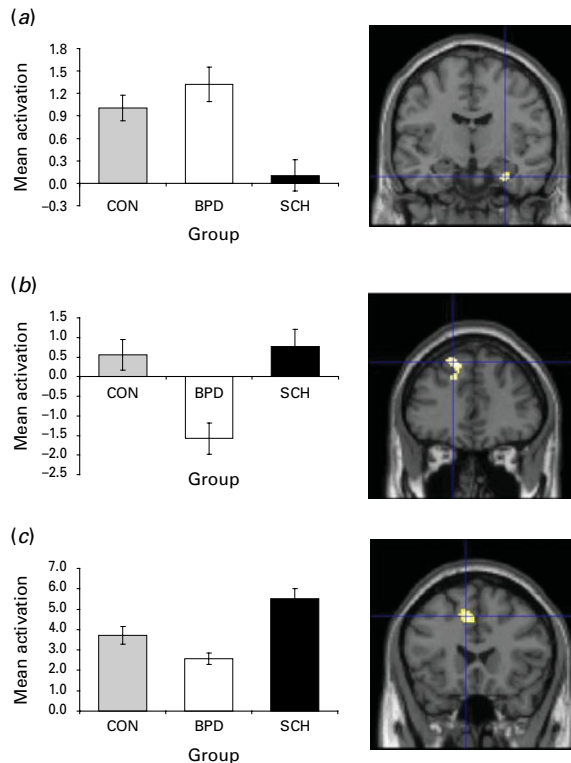 (a)
Mean activation
1.8
1.5
1.2
0.9
0.6
0.3
0.0
–0.3
CON BPD SCH
Group
(b)
Mean activation
1.5
1.0
0.5
0.0
–0.5
–1.0
–1.5
–2.0
–2.5
CON BPD SCH
Group
(c)
Mean activation
7.0
6.0
5.0
4.0
3.0
2.0
1.0
0.0
CON BPD SCH
Group